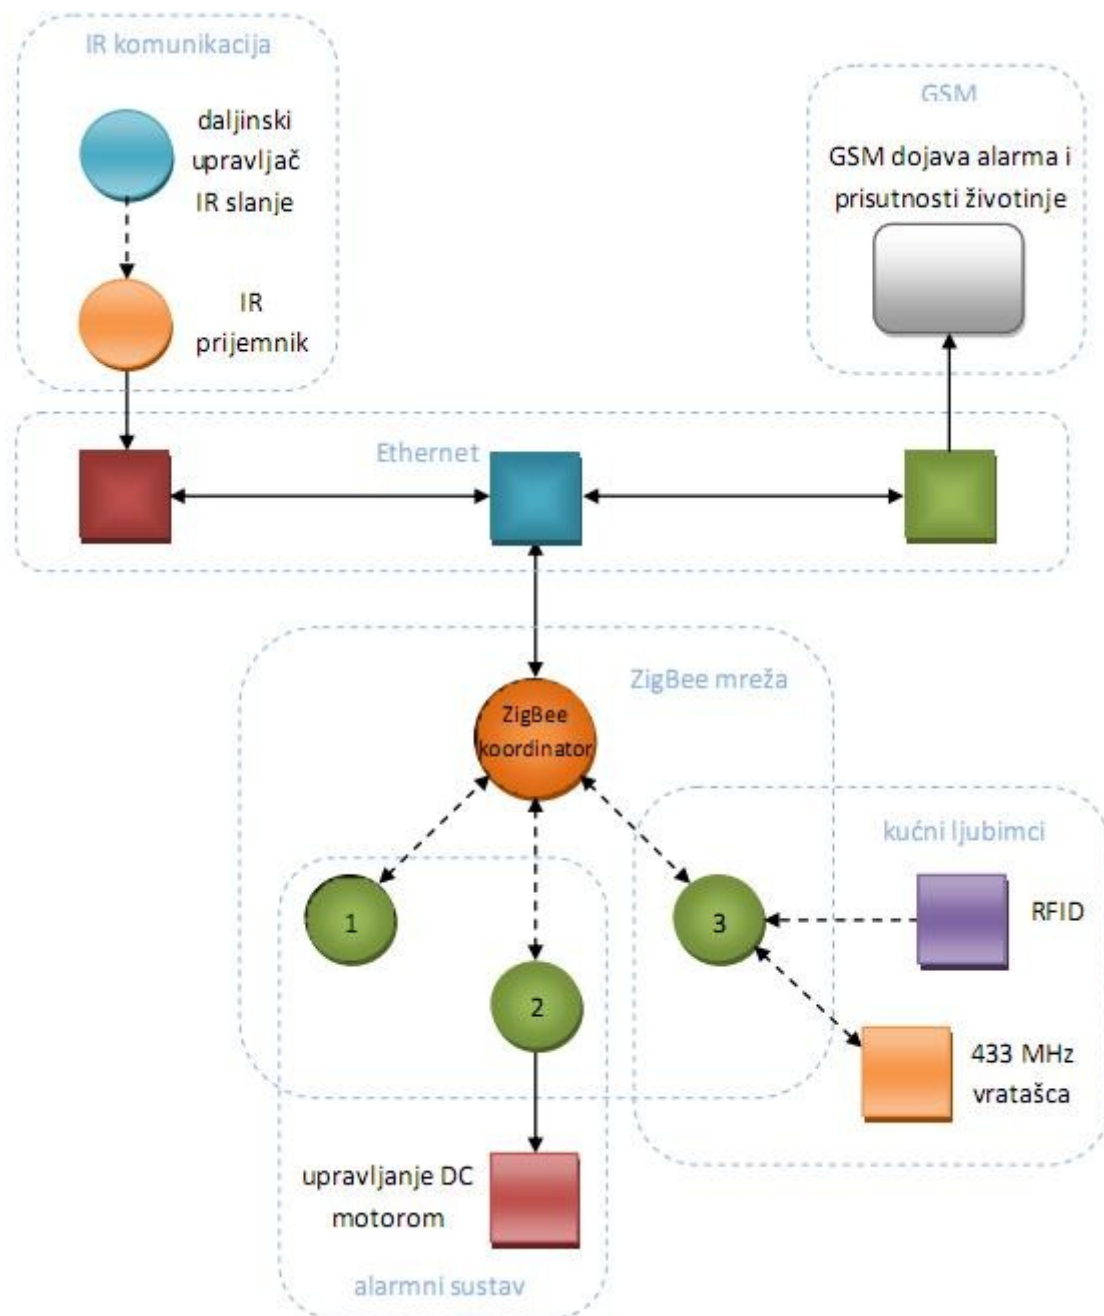 IR komunikacija
daljinski
upravljač
IR slanje
IR
prijemnik
GSM
GSM dojava alarma i
prisutnosti životinje
Ethernet
ZigBee mreža
ZigBee
koordinator
kućni ljubimci
1
3
RFID
2
433 MHz
vratašca
upravljanje DC
motorom
alarmni sustav